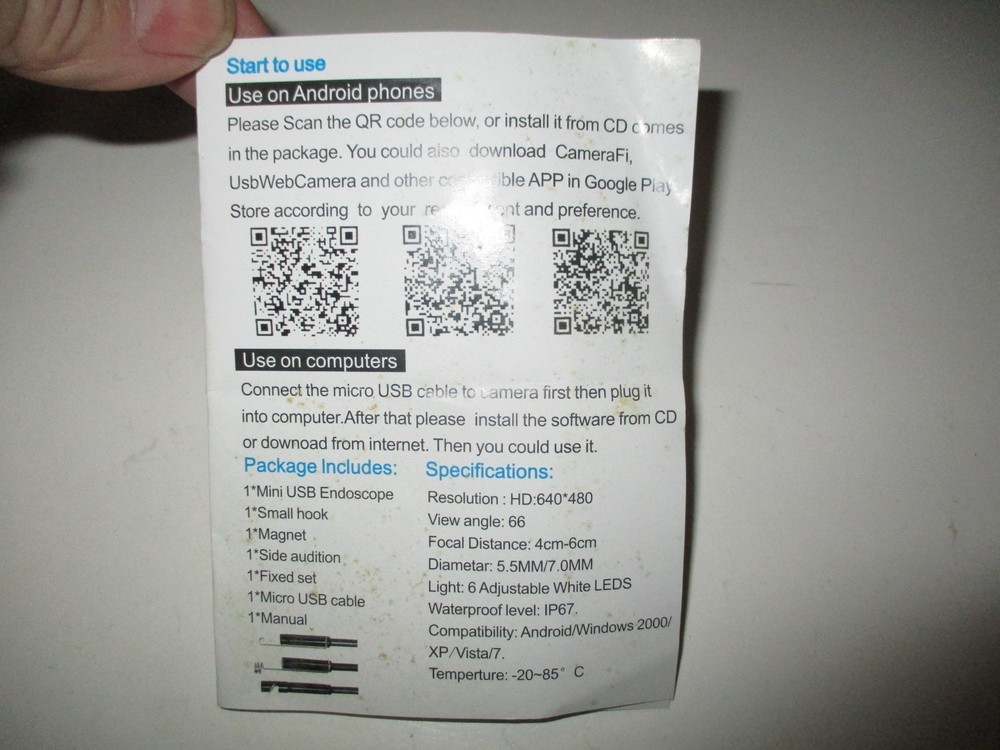 Start to use
Use on Android phones
Please Scan the QR code below, or install it from CD comes
in the package. You could also download CameraFi,
UsbWebCamera and other APP in Google Play
Store according to your and preference.
Use on computers
Connect the micro USB cable to camera first then plug it
into computer.After that please install the software from CD
or downoad from internet. Then you could use it.
Package Includes:
1*Mini USB Endoscope
1*Small hook
1*Magnet
1*Side audition
1*Fixed set
1*Micro USB cable
1*Manual
Specifications:
Resolution : HD:640*480
View angle: 66
Focal Distance: 4cm-6cm
Diametar: 5.5MM/7.0MM
Light: 6 Adjustable White LEDS
Waterproof level: IP67.
Compatibility: Android/Windows 2000/
XP/Vista/7.
Temperture: -20~85° C